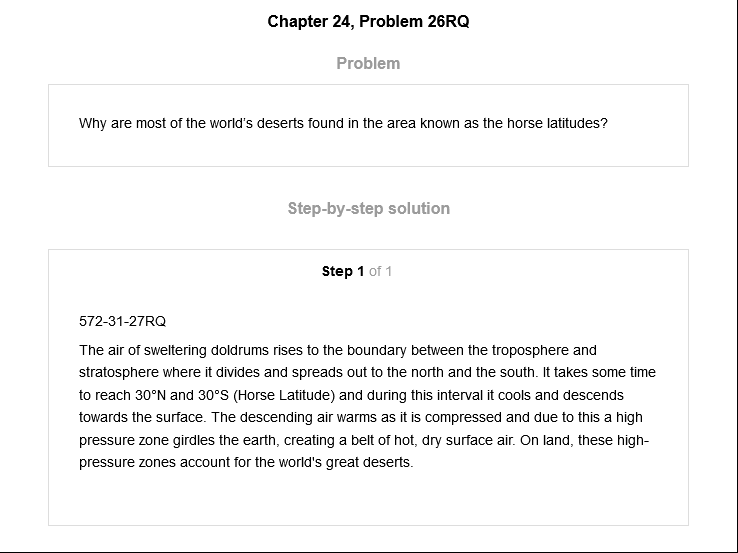 Chapter 24, Problem 26RQ
Problem
Why are most of the world's deserts found in the area known as the horse latitudes?
Step-by-step solution
Step 1 of 1
572-31-27RQ
The air of sweltering doldrums rises to the boundary between the troposphere and
stratosphere where it divides and spreads out to the north and the south. It takes some time
to reach 30°N and 30°S (Horse Latitude) and during this interval it cools and descends
towards the surface. The descending air warms as it is compressed and due to this a high
pressure zone girdles the earth, creating a belt of hot, dry surface air. On land, these high-
pressure zones account for the world's great deserts.